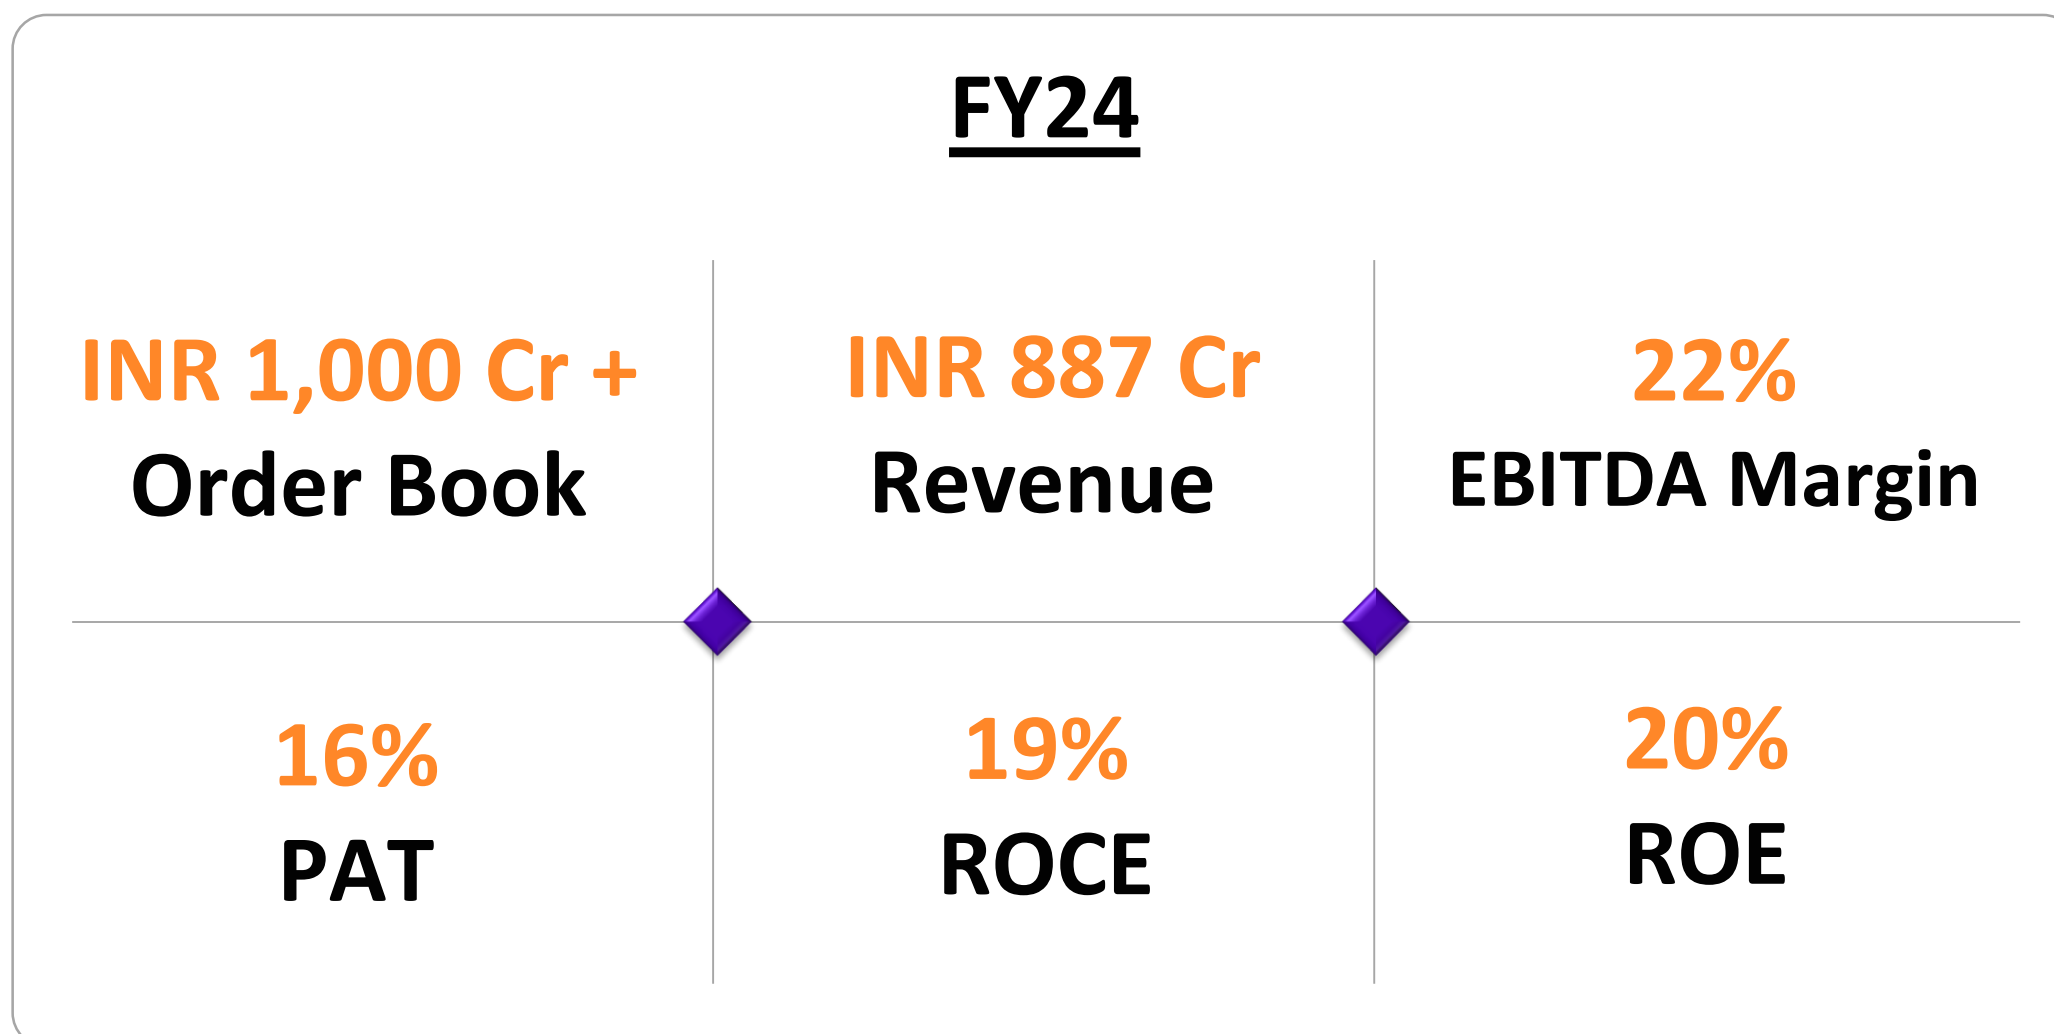 FY24
INR 1,000 Cr +
Order Book
INR 887 Cr
Revenue
22%
EBITDA Margin
16%
PAT
19%
ROCE
20%
ROE